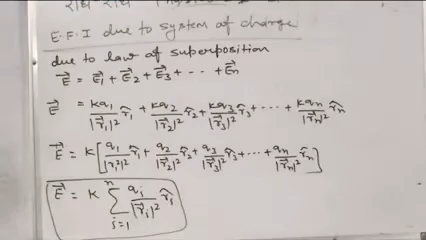 राधे राधे
E.F.I due to system of charge
due to law of superposition
E⃗ = E⃗1 + E⃗2 + E⃗3 + ... + E⃗n
E⃗ = kq1/|r⃗1|² r̂1 + kq2/|r⃗2|² r̂2 + kq3/|r⃗3|² r̂3 + ... + kqn/|r⃗n|² r̂n
E⃗ = k[q1/|r⃗1|² r̂1 + q2/|r⃗2|² r̂2 + q3/|r⃗3|² r̂3 + ... + qn/|r⃗n|² r̂n]
E⃗ = k ∑ⁿᵢ₌₁ qi/|r⃗i|² r̂i